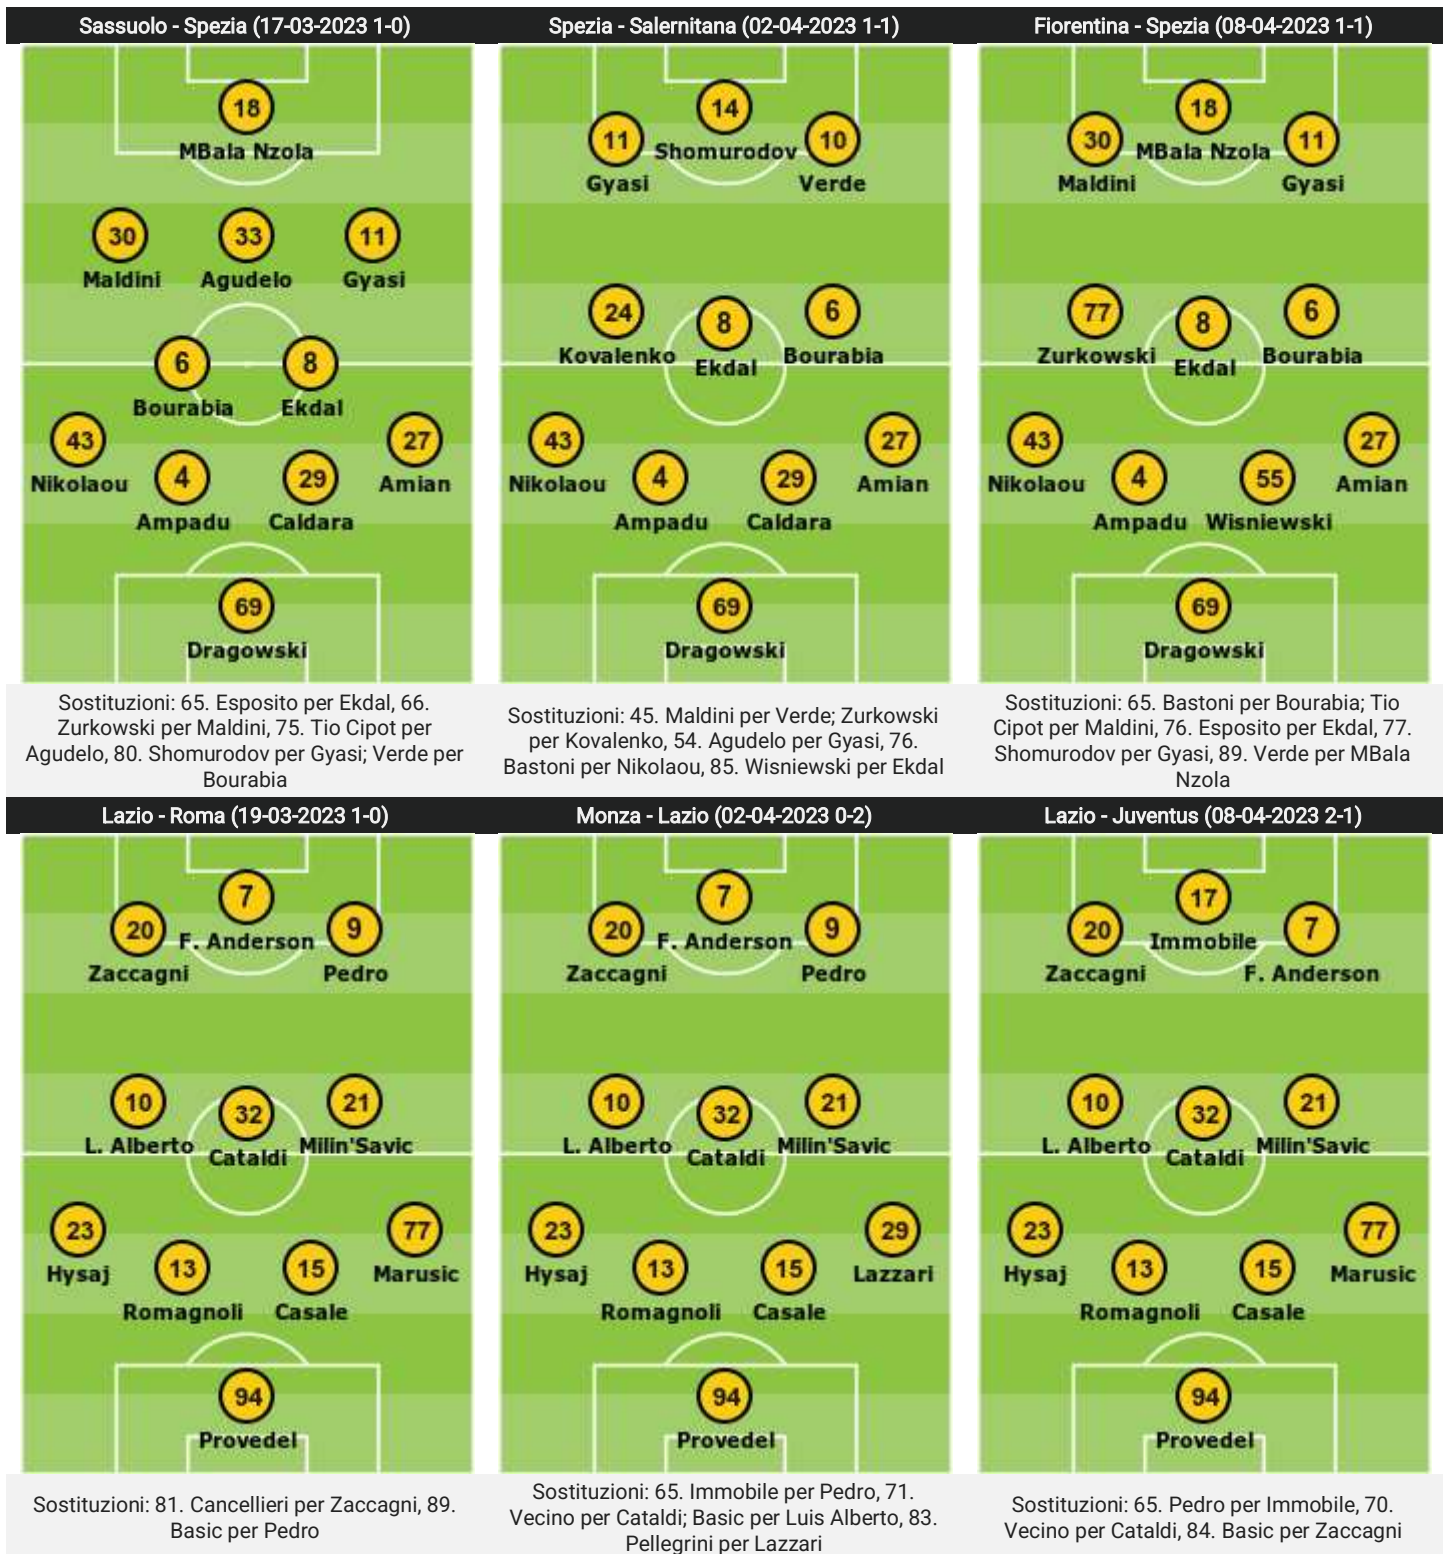 Sassuolo - Spezia (17-03-2023 1-0)
18
MBala Nzola
30 33 11
Maldini Agudelo Gyasi
6 8
Bourabia Ekdal
43 27
Nikolaou Amian
4 29
Ampadu Caldara
69
Dragowski
Sostituzioni: 65. Esposito per Ekdal, 66.
Zurkowski per Maldini, 75. Tio Cipot per
Agudelo, 80. Shomurodov per Gyasi; Verde per
Bourabia
Spezia - Salernitana (02-04-2023 1-1)
14
Shomurodov
11 10
Gyasi Verde
24 8 6
Kovalenko Ekdal Bourabia
43 27
Nikolaou Amian
4 29
Ampadu Caldara
69
Dragowski
Sostituzioni: 45. Maldini per Verde; Zurkowski
per Kovalenko, 54. Agudelo per Gyasi, 76.
Bastoni per Nikolaou, 85. Wisniewski per Ekdal
Fiorentina - Spezia (08-04-2023 1-1)
18
MBala Nzola
30 11
Maldini Gyasi
77 8 6
Zurkowski Ekdal Bourabia
43 27
Nikolaou Amian
4 55
Ampadu Wisniewski
69
Dragowski
Sostituzioni: 65. Bastoni per Bourabia; Tio
Cipot per Maldini, 76. Esposito per Ekdal, 77.
Shomurodov per Gyasi, 89. Verde per MBala
Nzola
Lazio - Roma (19-03-2023 1-0)
7
F. Anderson
20 9
Zaccagni Pedro
10 32 21
L. Alberto Cataldi Milin'Savic
23 77
Hysaj Marusic
13 15
Romagnoli Casale
94
Provedel
Sostituzioni: 81. Cancellieri per Zaccagni, 89.
Basic per Pedro
Monza - Lazio (02-04-2023 0-2)
7
F. Anderson
20 9
Zaccagni Pedro
10 32 21
L. Alberto Cataldi Milin'Savic
23 29
Hysaj Lazzari
13 15
Romagnoli Casale
94
Provedel
Sostituzioni: 65. Immobile per Pedro, 71.
Vecino per Cataldi; Basic per Luis Alberto, 83.
Pellegrini per Lazzari
Lazio - Juventus (08-04-2023 2-1)
17
Immobile
20 7
Zaccagni F. Anderson
10 32 21
L. Alberto Cataldi Milin'Savic
23 77
Hysaj Marusic
13 15
Romagnoli Casale
94
Provedel
Sostituzioni: 65. Pedro per Immobile, 70.
Vecino per Cataldi, 84. Basic per Zaccagni